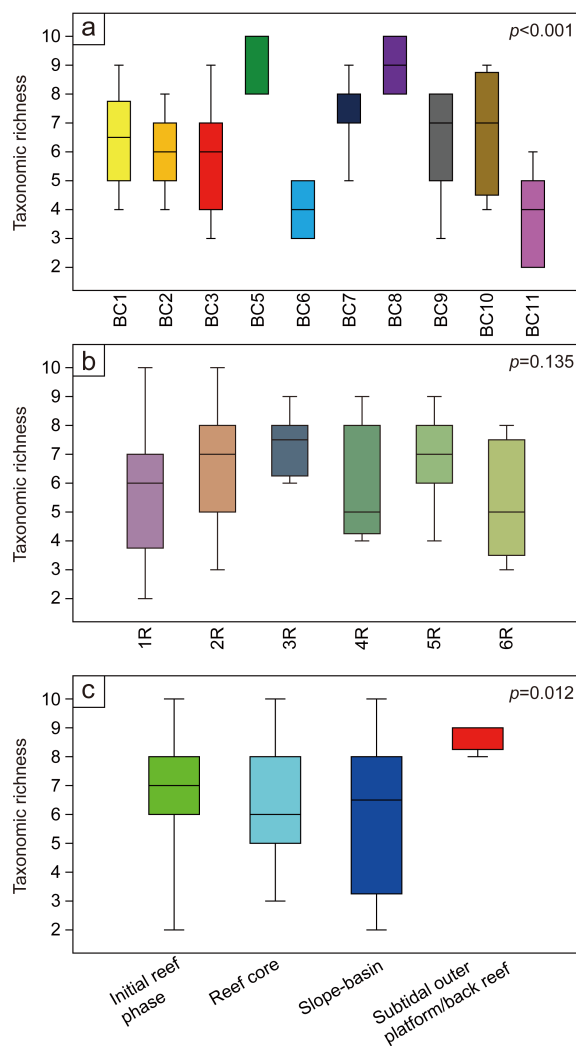 a
p<0.001
Taxonomic richness
10
9
8
7
6
5
4
3
2
BC1
BC2
BC3
BC5
BC6
BC7
BC8
BC9
BC10
BC11
b
p=0.135
Taxonomic richness
10
9
8
7
6
5
4
3
2
1R
2R
3R
4R
5R
6R
c
p=0.012
Taxonomic richness
10
9
8
7
6
5
4
3
2
Initial reef
phase
Reef core
Slope-basin
Subtidal outer
platform/back reef